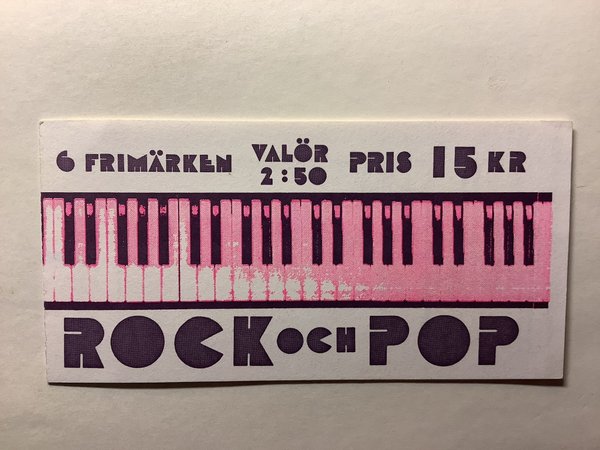 6 FRIMÄRKEN VALÖR 2:50 PRIS 15 KR
ROCK OCH POP